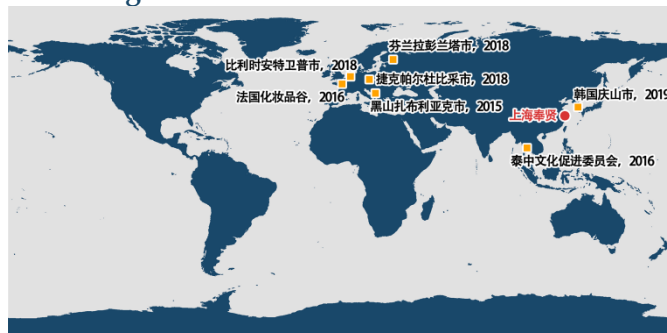 芬兰拉彭兰塔市，2018
比利时安特卫普市，2018
捷克帕尔杜比采市，2018
法国化妆品谷，2016
韩国庆山市，2019
黑山扎布利亚克市，2015
上海奉贤
泰中文化促进委员会，2016